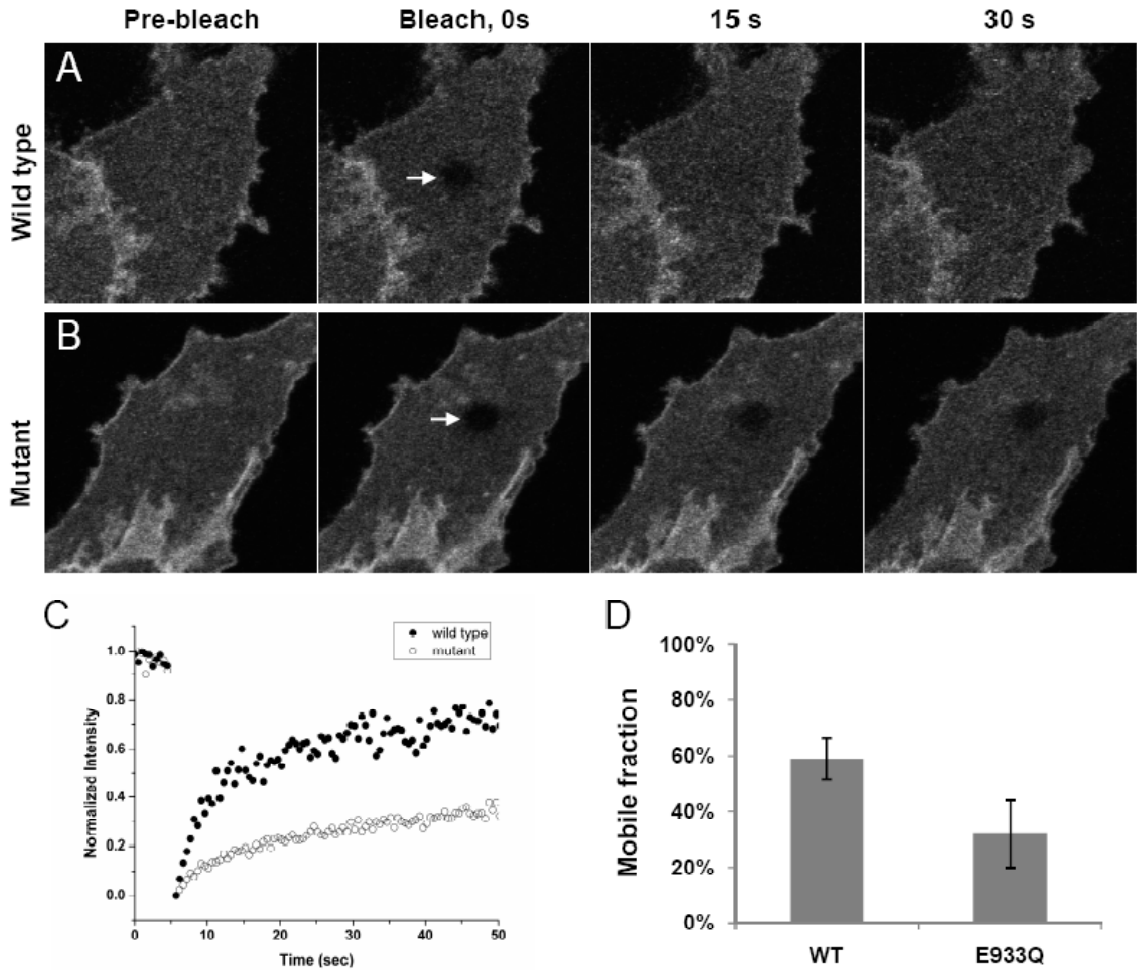 Pre-bleach Bleach, 0s 15 s 30 s
A
Wild type
B
Mutant
C
wild type
mutant
1.0
0.8
0.6
0.4
0.2
0.0
Normalized Intensity
0 10 20 30 40 50
Time (sec)
D
100%
80%
60%
40%
20%
0%
Mobile fraction
WT E933Q